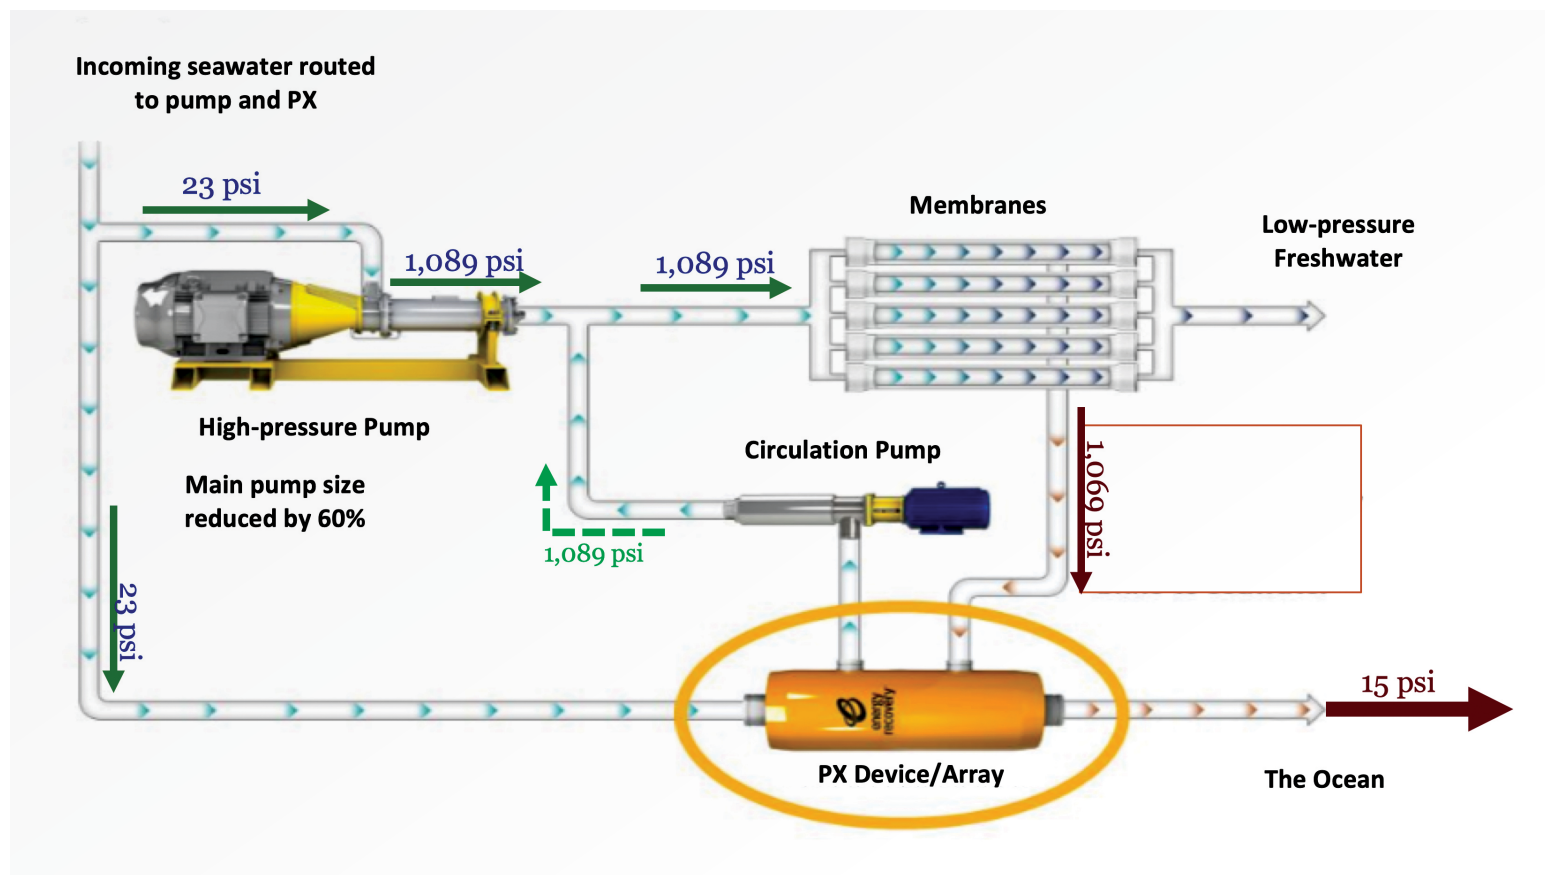 Incoming seawater routed
to pump and PX
23 psi
1,089 psi
1,089 psi
Membranes
Low-pressure
Freshwater
High-pressure Pump
Main pump size
reduced by 60%
Circulation Pump
1,089 psi
1,069 psi
23 psi
energy
recovery
PX Device/Array
15 psi
The Ocean